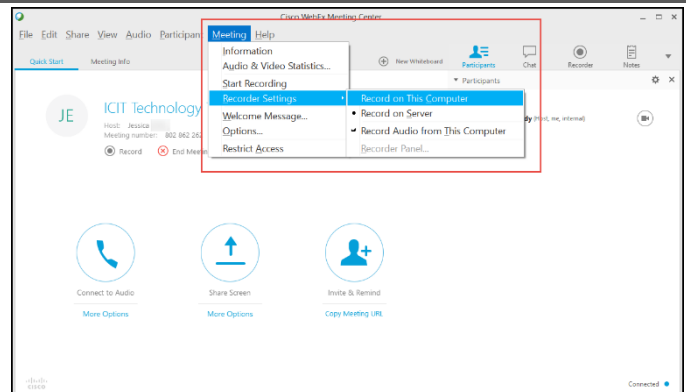 Cisco WebEx Meeting Center
File Edit Share View Audio Participant Meeting Help
Quick Start Meeting Info
New Whiteboard
Participants Chat Recorder Notes
Information
Audio & Video Statistics...
Start Recording
Recorder Settings
Welcome Message...
Options...
Restrict Access
Record on This Computer
Record on Server
Record Audio from This Computer
Recorder Panel...
Participants
(Host, me, internal)
JE
ICIT Technology
Host: Jessica
Meeting number: 802 862 262
Record End Meeting
Connect to Audio Share Screen Invite & Remind
More Options More Options Copy Meeting URL
cisco
Connected